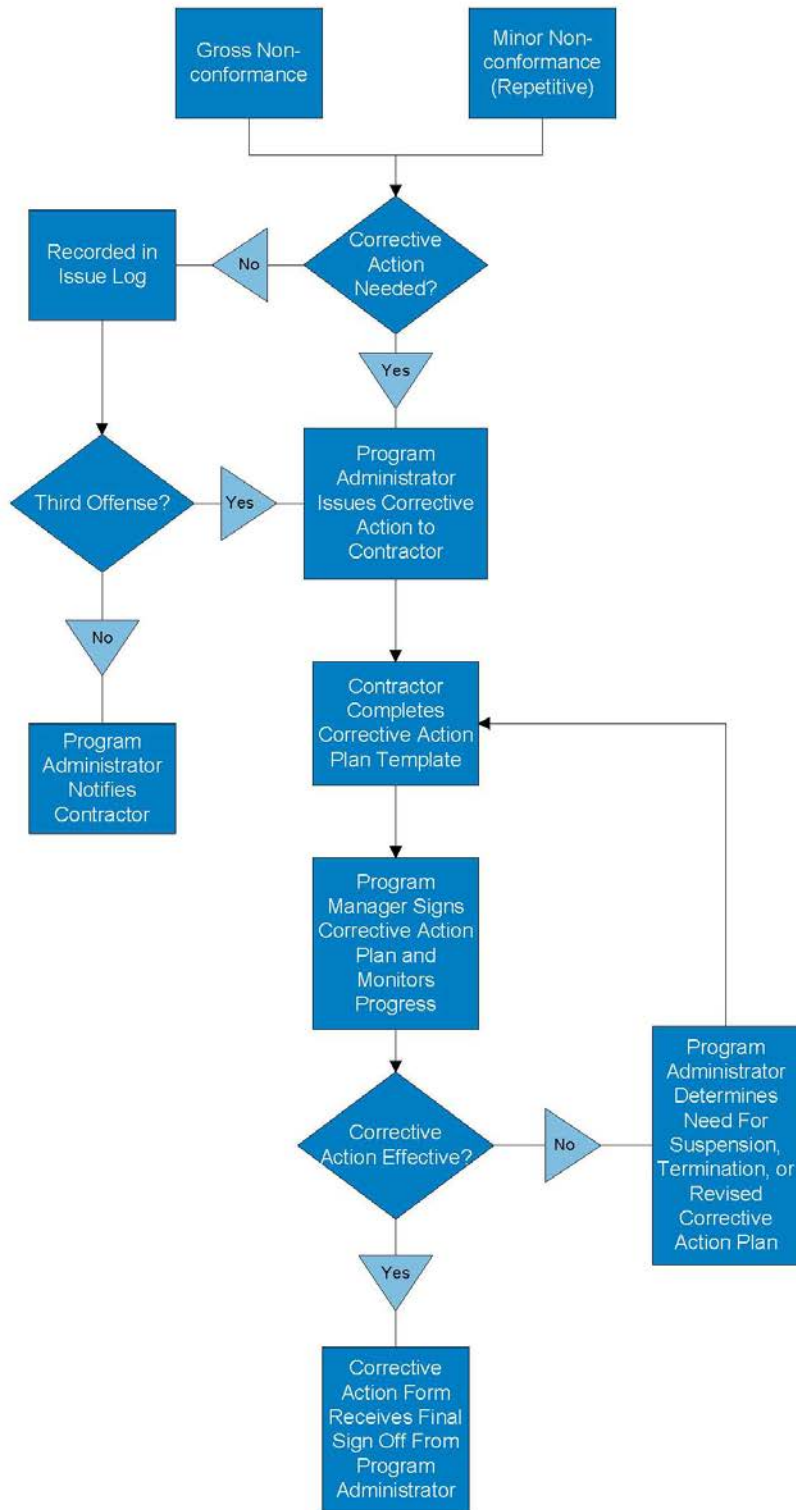 Gross Non-
conformance
Minor Non-
conformance
(Repetitive)
Corrective
Action
Needed?
No
Recorded in
Issue Log
Yes
Third Offense?
Yes
Program
Administrator
Issues Corrective
Action to
Contractor
No
Program
Administrator
Notifies
Contractor
Contractor
Completes
Corrective Action
Plan Template
Program
Manager Signs
Corrective Action
Plan and
Monitors
Progress
Corrective
Action Effective?
No
Program
Administrator
Determines
Need For
Suspension,
Termination, or
Revised
Corrective
Action Plan
Yes
Corrective
Action Form
Receives Final
Sign Off From
Program
Administrator